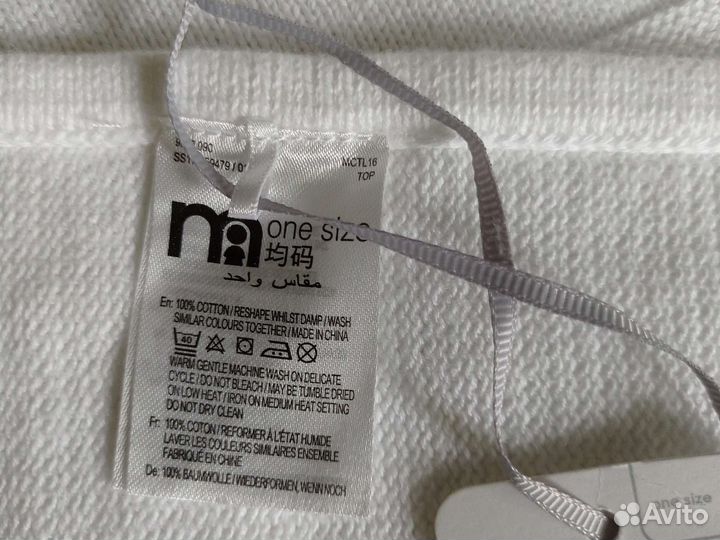 MCTL16
TOP
one size
均码
مقاس واحد
En: 100% COTTON / RESHAPE WHILST DAMP / WASH
SIMILAR COLOURS TOGETHER / MADE IN CHINA
40
WARM GENTLE MACHINE WASH ON DELICATE
CYCLE / DO NOT BLEACH / MAY BE TUMBLE DRIED
ON LOW HEAT / IRON ON MEDIUM HEAT SETTING
DO NOT DRY CLEAN
Fr: 100% COTON / REFORMER À L'ÉTAT HUMIDE
LAVER LES COULEURS SIMILAIRES ENSEMBLE
FABRIQUÉ EN CHINE
De: 100% BAUMWOLLE / WIEDERFORMEN, WENN NOCH
one size
Avito